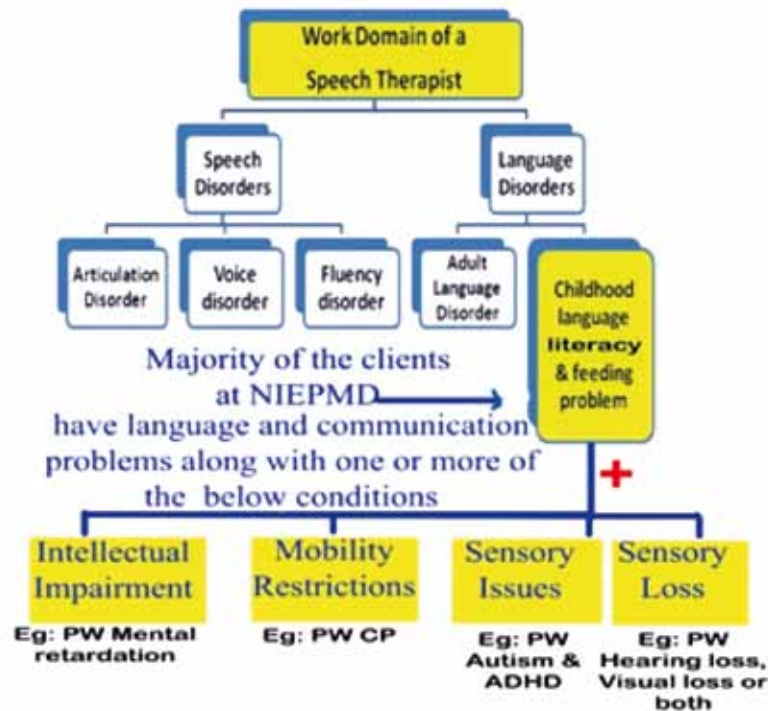 Work Domain of a
Speech Therapist
Speech
Disorders
Language
Disorders
Articulation
Disorder
Voice
disorder
Fluency
disorder
Adult
Language
Disorder
Childhood
language
literacy
& feeding
problem
Majority of the clients
at NIEPMD
have language and communication
problems along with one or more of
the below conditions
+
Intellectual
Impairment
Eg: PW Mental
retardation
Mobility
Restrictions
Eg: PW CP
Sensory
Issues
Eg: PW
Autism &
ADHD
Sensory
Loss
Eg: PW
Hearing loss,
Visual loss or
both